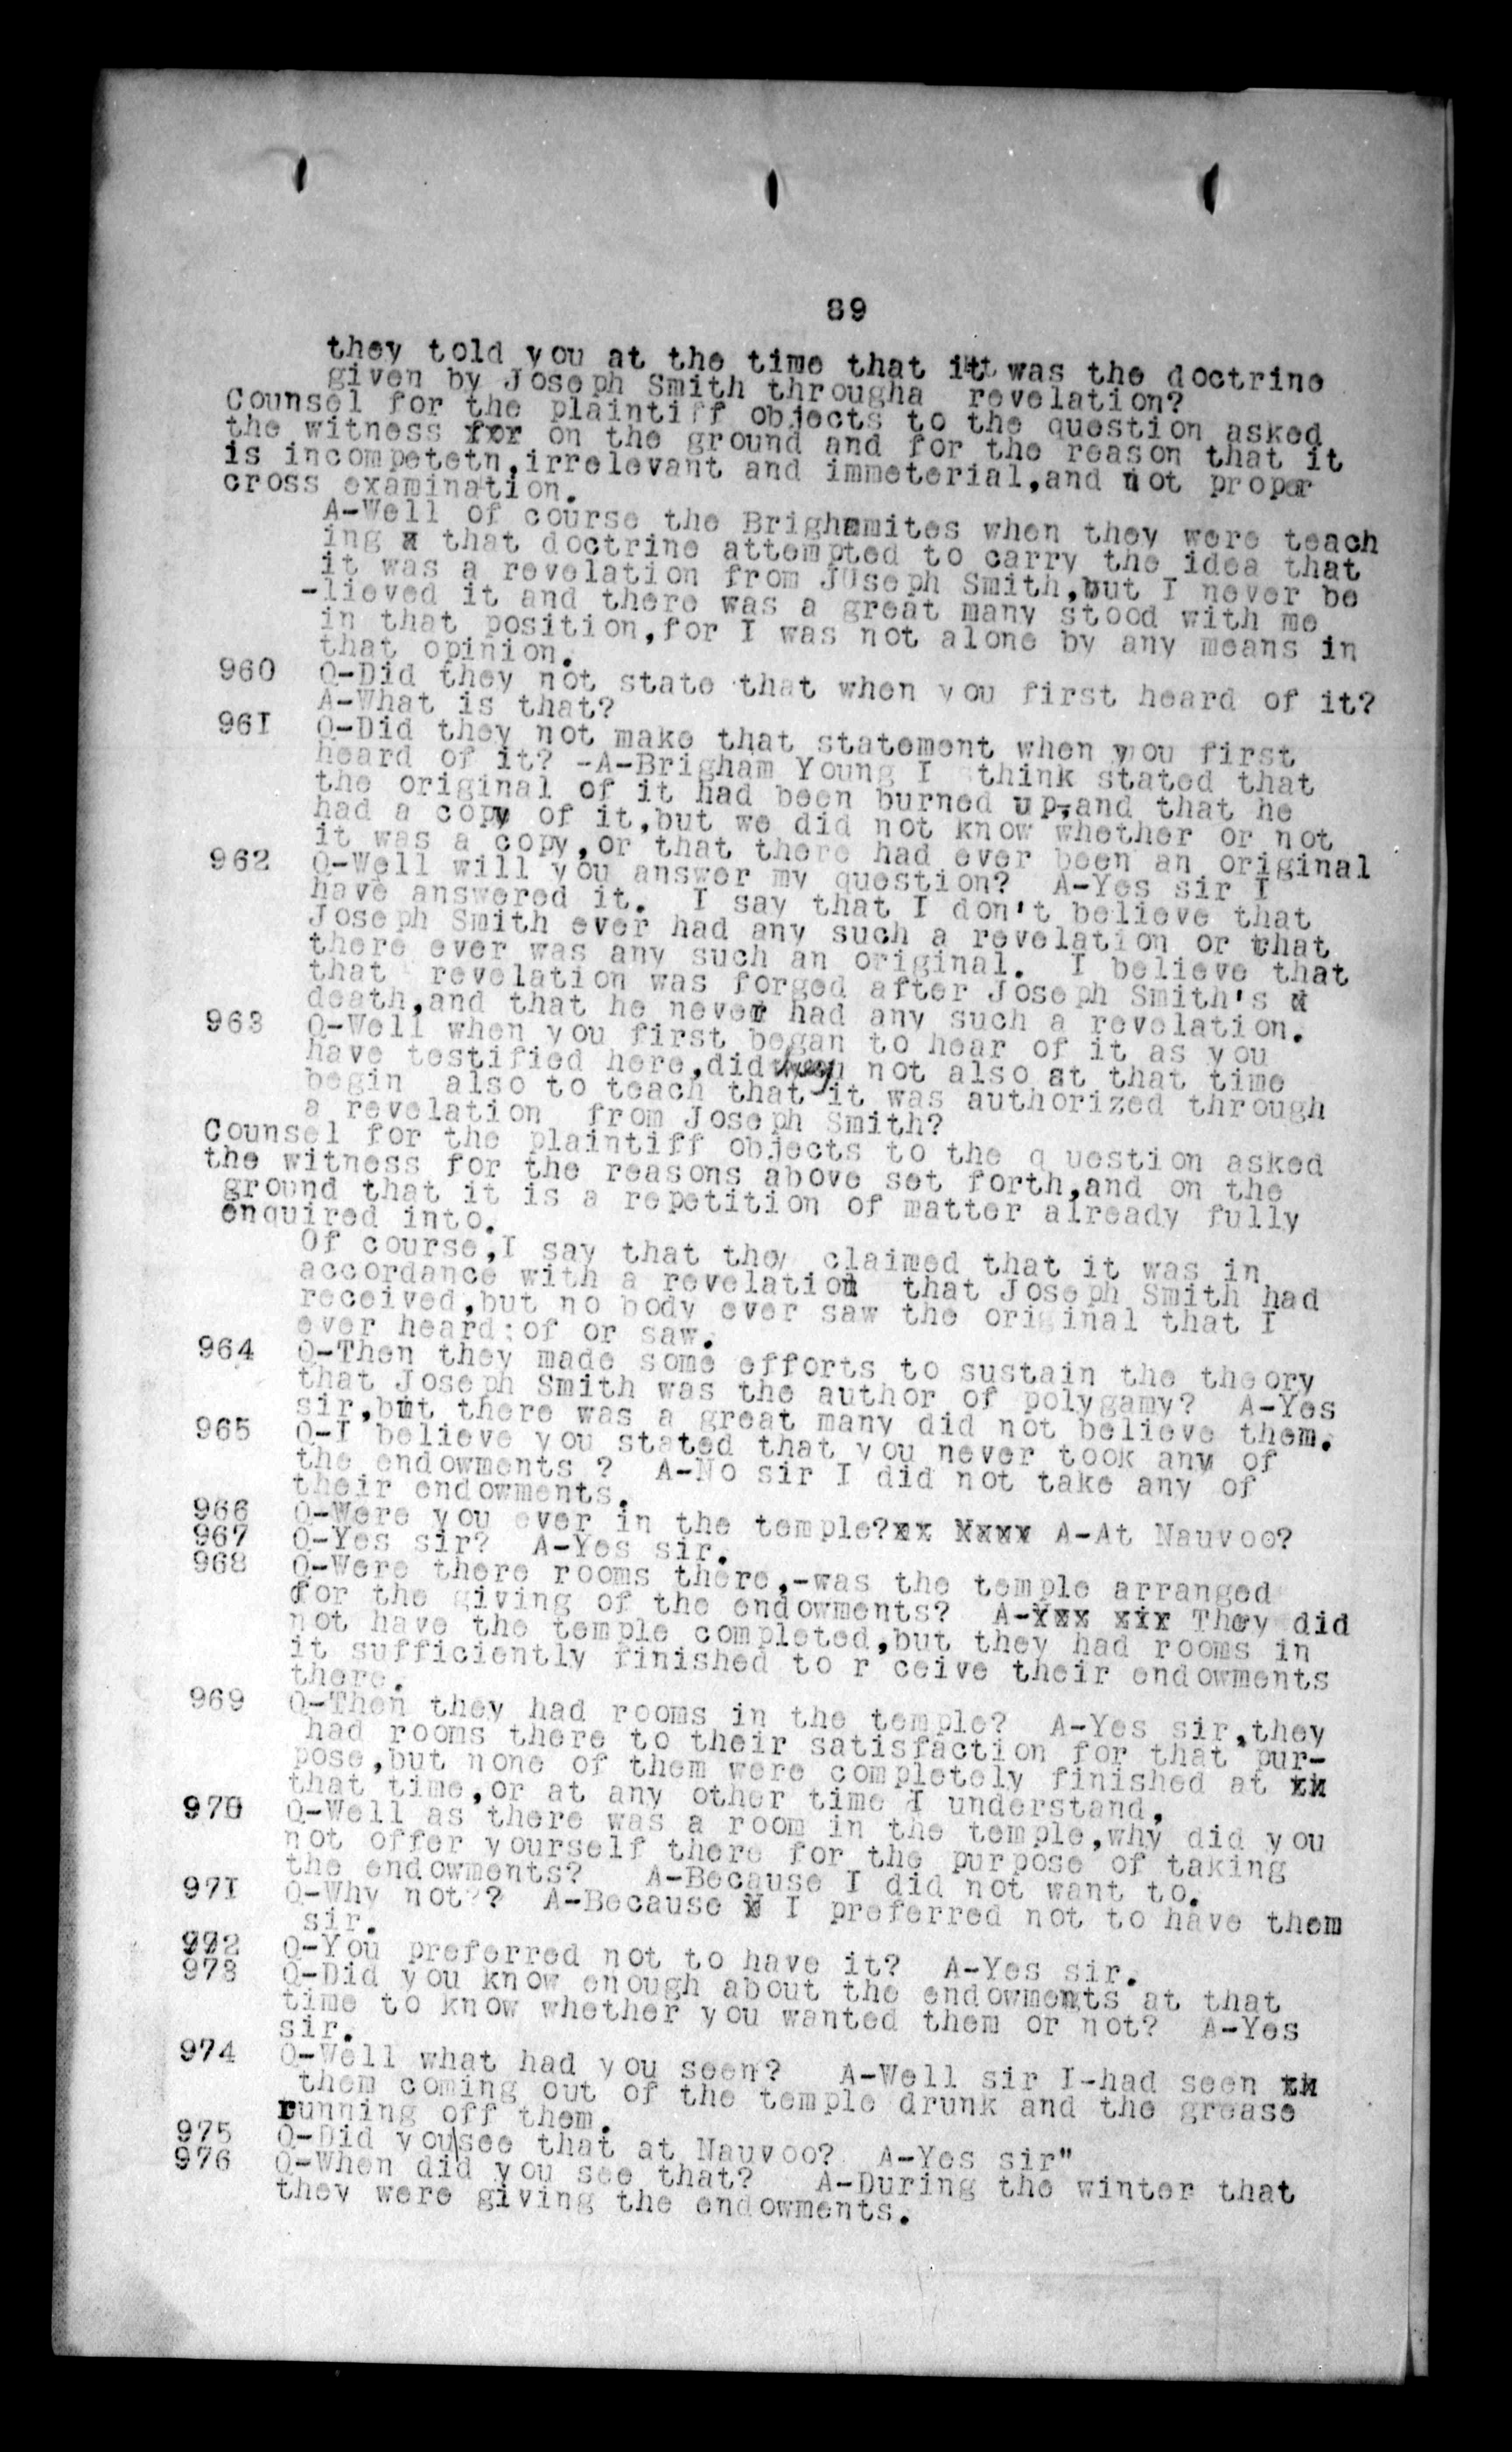 89
they told you at the time that itt was the doctrine
given by Joseph Smith througha revelation?
Counsel for the plaintiff objects to the question asked
the witness for on the ground and for the reason that it
is incompetetn,irrelevant and immeterial,and not proper
cross examination.
A-Well of course the Brighamites when they were teach
ing x that doctrine attempted to carry the idea that
it was a revelation from JUseph Smith,but I never be
-lieved it and there was a great many stood with me
in that position,for I was not alone by any means in
that opinion.
960 Q-Did they not state that when you first heard of it?
A-What is that?
961 Q-Did they not make that statement when you first
heard of it? -A-Brigham Young I think stated that
the original of it had been burned up,and that he
had a copy of it,but we did not know whether or not
it was a copy,or that there had ever been an original
962 Q-Well will you answer my question? A-Yes sir I
have answered it. I say that I don't believe that
Joseph Smith ever had any such a revelation or that
there ever was any such an original. I believe that
that revelation was forged after Joseph Smith's d
death,and that he never had any such a revelation.
963 Q-Well when you first began to hear of it as you
have testified here,did they not also at that time
begin also to teach that it was authorized through
a revelation from Joseph Smith?
Counsel for the plaintiff objects to the q uestion asked
the witness for the reasons above set forth,and on the
ground that it is a repetition of matter already fully
enquired into.
Of course,I say that they claimed that it was in
accordance with a revelation that Joseph Smith had
received,but no body ever saw the original that I
ever heard:of or saw.
964 Q-Then they made some efforts to sustain the theory
that Joseph Smith was the author of polygamy? A-Yes
sir,but there was a great many did not believe them.
965 Q-I believe you stated that you never took any of
the endowments ? A-No sir I did not take any of
their endowments.
966 Q-Were you ever in the temple?xx Xxxx A-At Nauvoo?
967 Q-Yes sir? A-Yes sir.
968 Q-Were there rooms there,-was the temple arranged
for the giving of the endowments? A-Yxx xix They did
not have the temple completed,but they had rooms in
it sufficiently finished to r ceive their endowments
there.
969 Q-Then they had rooms in the temple? A-Yes sir,they
had rooms there to their satisfaction for that pur-
pose,but none of them were completely finished at xx
that time,or at any other time I understand,
970 Q-Well as there was a room in the temple,why did you
not offer yourself there for the purpose of taking
the endowments? A-Because I did not want to.
971 Q-Why not?? A-Because x I preferred not to have them
sir.
972 Q-You preferred not to have it? A-Yes sir.
973 Q-Did you know enough about the endowments at that
time to know whether you wanted them or not? A-Yes
sir.
974 Q-Well what had you seen? A-Well sir I-had seen xx
them coming out of the temple drunk and the grease
running off them.
975 Q-Did you|see that at Nauvoo? A-Yes sir"
976 Q-When did you see that? A-During the winter that
they were giving the endowments.